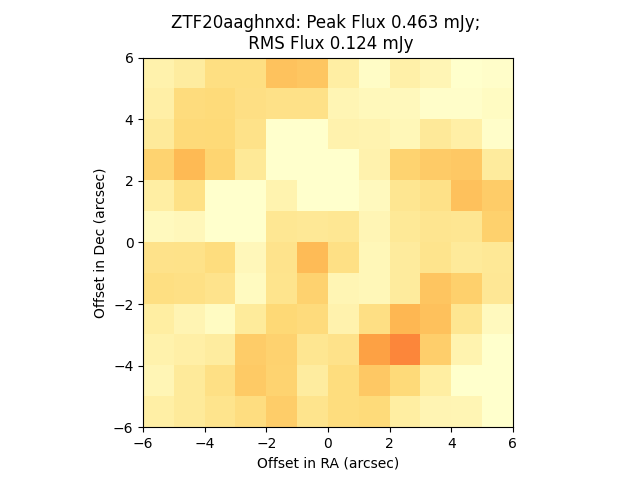 ZTF20aaghnxd: Peak Flux 0.463 mJy;
RMS Flux 0.124 mJy
6
4
2
0
−2
−4
−6
Offset in Dec (arcsec)
−6 −4 −2 0 2 4 6
Offset in RA (arcsec)